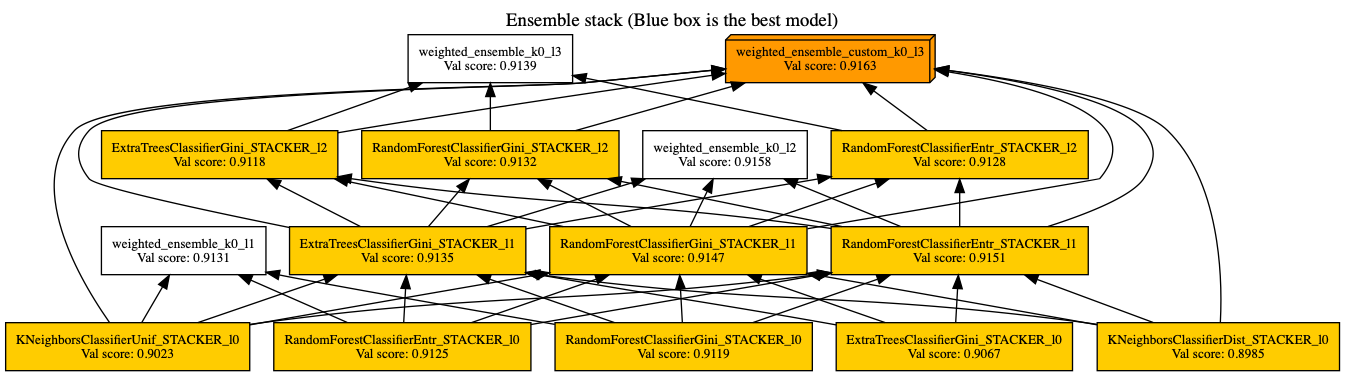 Ensemble stack (Blue box is the best model)
weighted_ensemble_k0_l3
Val score: 0.9139
weighted_ensemble_custom_k0_l3
Val score: 0.9163
ExtraTreesClassifierGini_STACKER_l2
Val score: 0.9118
RandomForestClassifierGini_STACKER_l2
Val score: 0.9132
weighted_ensemble_k0_l2
Val score: 0.9158
RandomForestClassifierEntr_STACKER_l2
Val score: 0.9128
weighted_ensemble_k0_l1
Val score: 0.9131
ExtraTreesClassifierGini_STACKER_l1
Val score: 0.9135
RandomForestClassifierGini_STACKER_l1
Val score: 0.9147
RandomForestClassifierEntr_STACKER_l1
Val score: 0.9151
KNeighborsClassifierUnif_STACKER_l0
Val score: 0.9023
RandomForestClassifierEntr_STACKER_l0
Val score: 0.9125
RandomForestClassifierGini_STACKER_l0
Val score: 0.9119
ExtraTreesClassifierGini_STACKER_l0
Val score: 0.9067
KNeighborsClassifierDist_STACKER_l0
Val score: 0.8985